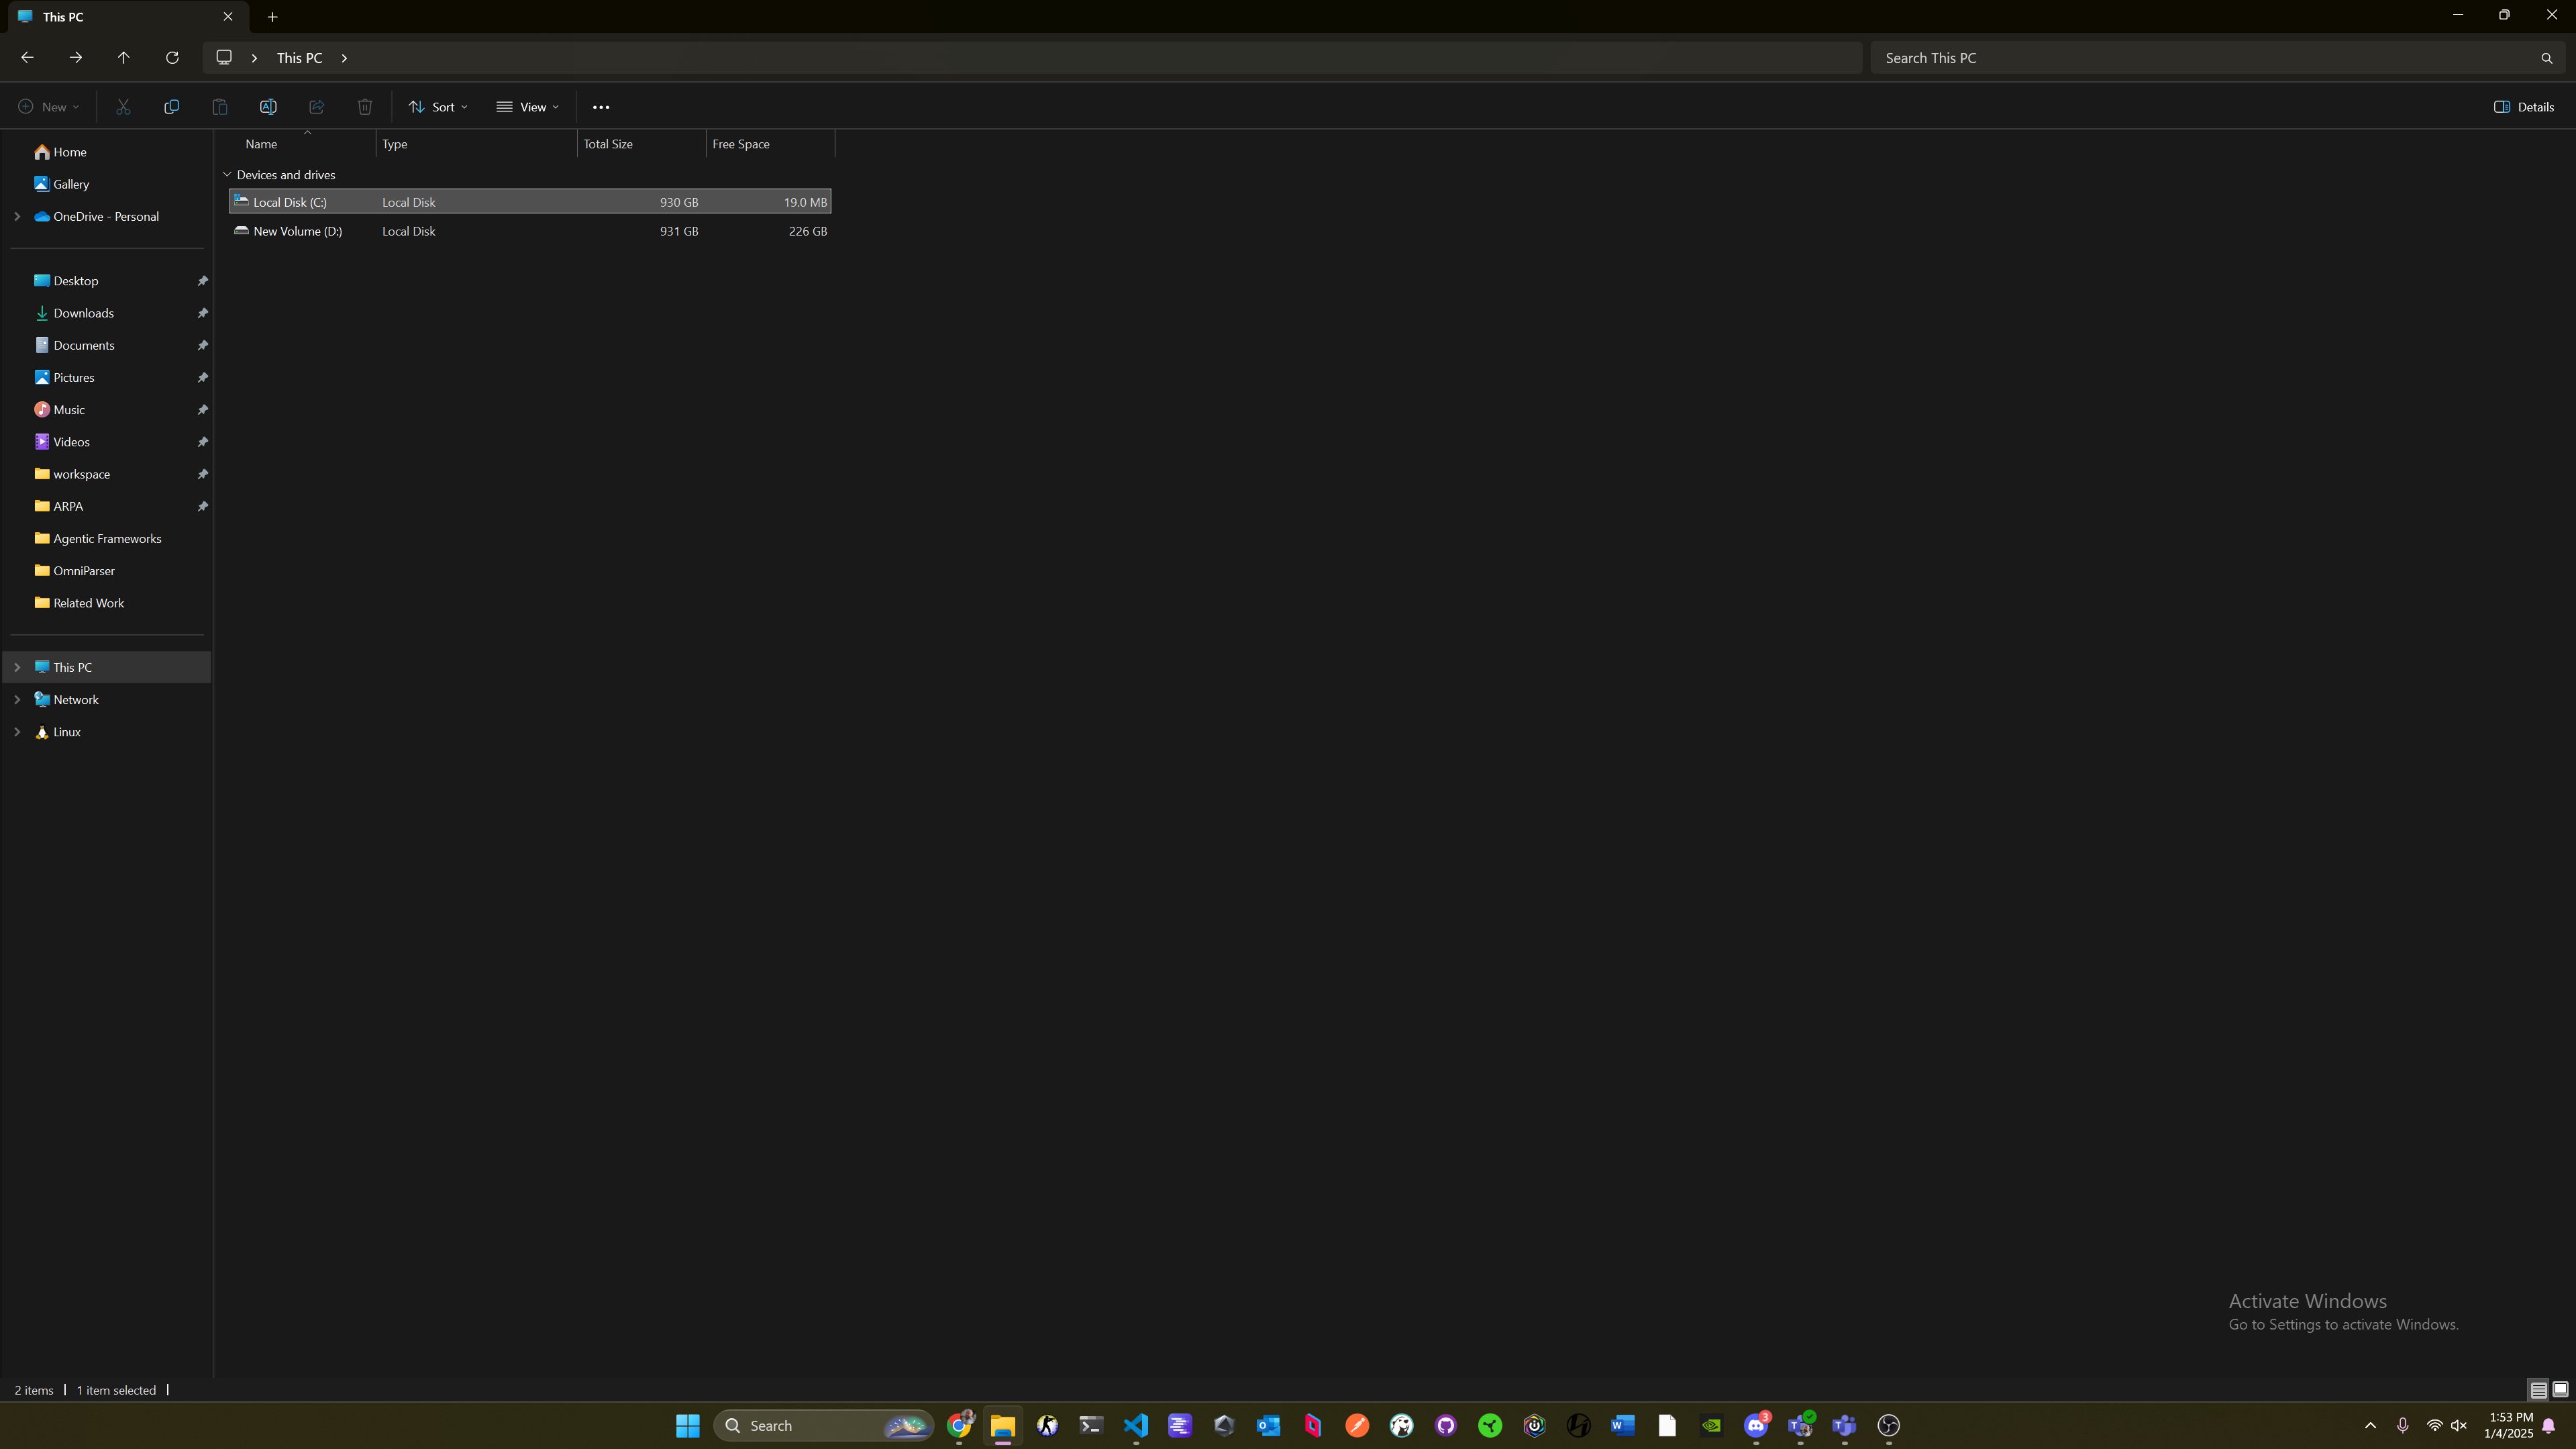 This PC
This PC
Search This PC
New
Sort
View
Details
Home
Gallery
OneDrive - Personal
Desktop
Downloads
Documents
Pictures
Music
Videos
workspace
ARPA
Agentic Frameworks
OmniParser
Related Work
This PC
Network
Linux
Name Type Total Size Free Space
Devices and drives
Local Disk (C:) Local Disk 930 GB 19.0 MB
New Volume (D:) Local Disk 931 GB 226 GB
Activate Windows
Go to Settings to activate Windows.
2 items 1 item selected
Search
3
1:53 PM
1/4/2025